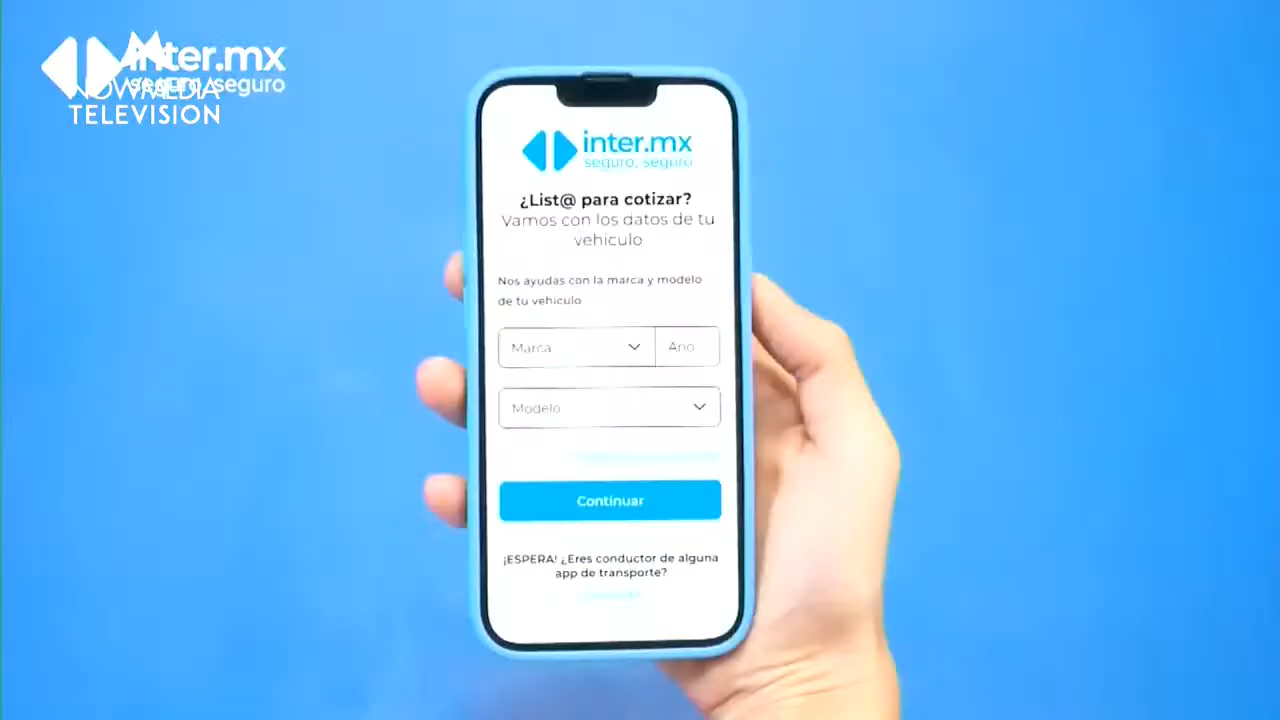 inter.mx
seguro, seguro
NOWMEDIA
TELEVISION
inter.mx
seguro, seguro
¿List@ para cotizar?
Vamos con los datos de tu
vehiculo
Nos ayudas con la marca y modelo
de tu vehiculo
Marca
Ano
Modelo
Continuar
¡ESPERA! ¿Eres conductor de alguna
app de transporte?